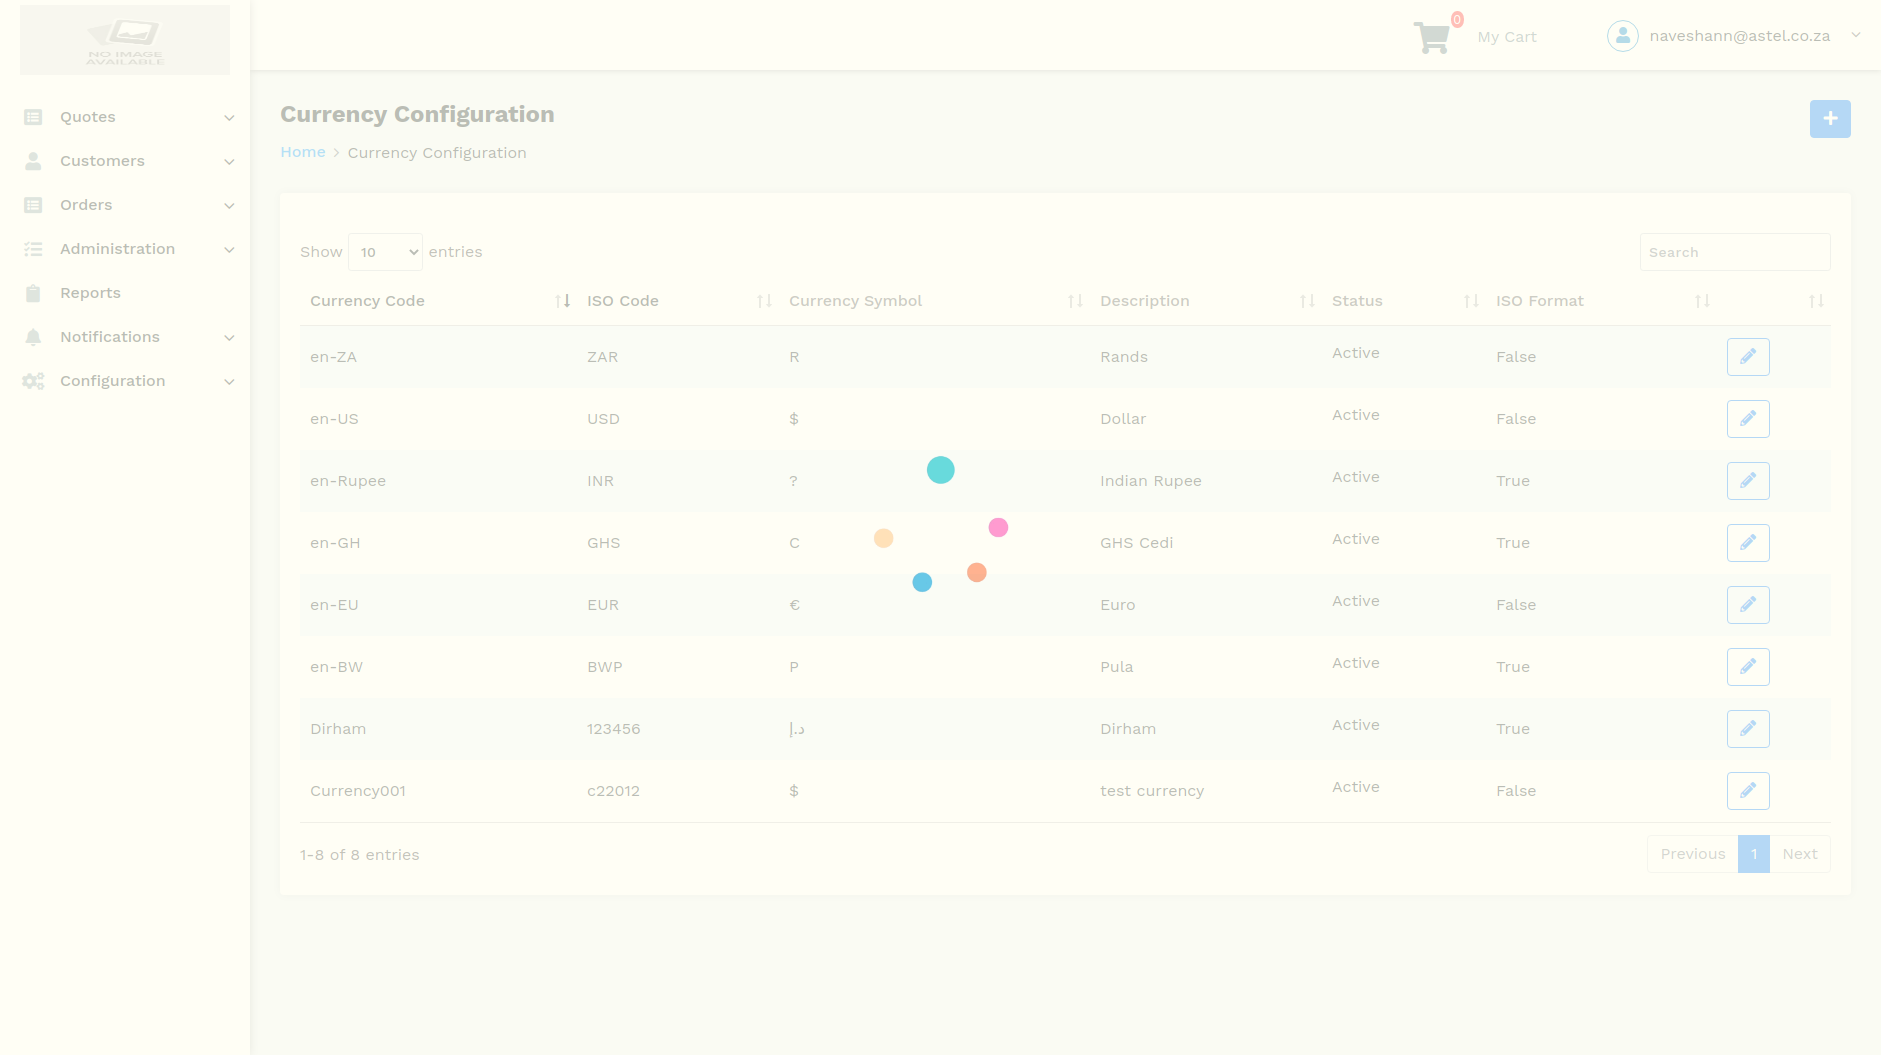 NO IMAGE
AVAILABLE
0
My Cart
naveshann@astel.co.za
Quotes
Customers
Orders
Administration
Reports
Notifications
Configuration
Currency Configuration
Home > Currency Configuration
Show 10 entries
Search
Currency Code ISO Code Currency Symbol Description Status ISO Format
en-ZA ZAR R Rands Active False
en-US USD $ Dollar Active False
en-Rupee INR ? Indian Rupee Active True
en-GH GHS C GHS Cedi Active True
en-EU EUR € Euro Active False
en-BW BWP P Pula Active True
Dirham 123456 د.إ Dirham Active True
Currency001 c22012 $ test currency Active False
1-8 of 8 entries
Previous 1 Next